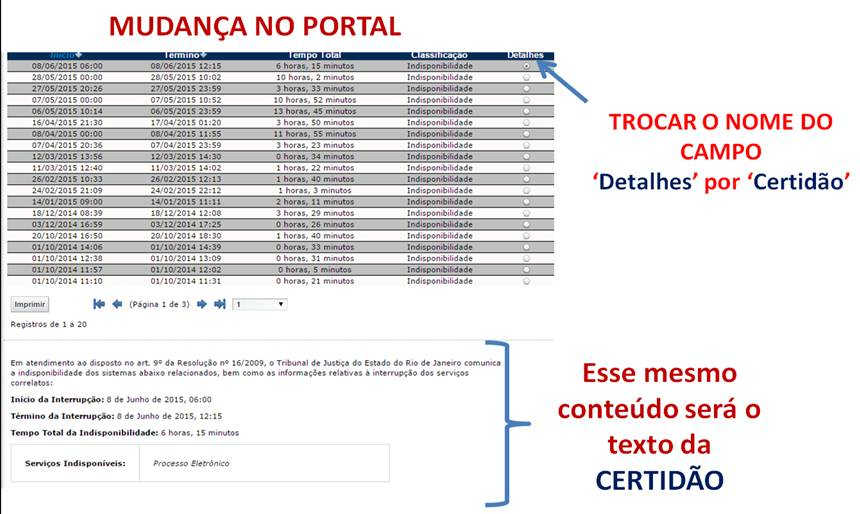 MUDANÇA NO PORTAL
Início Término Tempo Total Classificação Detalhes
08/06/2015 06:00 08/06/2015 12:15 6 horas, 15 minutos Indisponibilidade
28/05/2015 00:00 28/05/2015 10:02 10 horas, 2 minutos Indisponibilidade
27/05/2015 20:26 27/05/2015 23:59 3 horas, 33 minutos Indisponibilidade
07/05/2015 00:00 07/05/2015 10:52 10 horas, 52 minutos Indisponibilidade
06/05/2015 10:14 06/05/2015 23:59 13 horas, 45 minutos Indisponibilidade
16/04/2015 21:30 17/04/2015 01:20 3 horas, 50 minutos Indisponibilidade
08/04/2015 00:00 08/04/2015 11:55 11 horas, 55 minutos Indisponibilidade
07/04/2015 20:36 07/04/2015 23:59 3 horas, 23 minutos Indisponibilidade
12/03/2015 13:56 12/03/2015 14:30 0 horas, 34 minutos Indisponibilidade
11/03/2015 12:40 11/03/2015 14:02 1 horas, 22 minutos Indisponibilidade
26/02/2015 10:33 26/02/2015 12:13 1 horas, 40 minutos Indisponibilidade
24/02/2015 21:09 24/02/2015 22:12 1 horas, 3 minutos Indisponibilidade
14/01/2015 09:00 14/01/2015 11:11 2 horas, 11 minutos Indisponibilidade
18/12/2014 08:39 18/12/2014 12:08 3 horas, 29 minutos Indisponibilidade
03/12/2014 16:59 03/12/2014 17:25 0 horas, 26 minutos Indisponibilidade
20/10/2014 16:50 20/10/2014 18:30 1 horas, 40 minutos Indisponibilidade
01/10/2014 14:06 01/10/2014 14:39 0 horas, 33 minutos Indisponibilidade
01/10/2014 12:38 01/10/2014 13:09 0 horas, 31 minutos Indisponibilidade
01/10/2014 11:57 01/10/2014 12:02 0 horas, 5 minutos Indisponibilidade
01/10/2014 11:10 01/10/2014 11:31 0 horas, 21 minutos Indisponibilidade
TROCAR O NOME DO
CAMPO
‘Detalhes’ por ‘Certidão’
Imprimir (Página 1 de 3) 1
Registros de 1 a 20
Em atendimento ao disposto no art. 9º da Resolução nº 16/2009, o Tribunal de Justiça do Estado do Rio de Janeiro comunica
a indisponibilidade dos sistemas abaixo relacionados, bem como as informações relativas à interrupção dos serviços
correlatos:
Início da Interrupção: 8 de Junho de 2015, 06:00
Término da Interrupção: 8 de Junho de 2015, 12:15
Tempo Total da Indisponibilidade: 6 horas, 15 minutos
Serviços Indisponíveis: Processo Eletrônico
Esse mesmo
conteúdo será o
texto da
CERTIDÃO